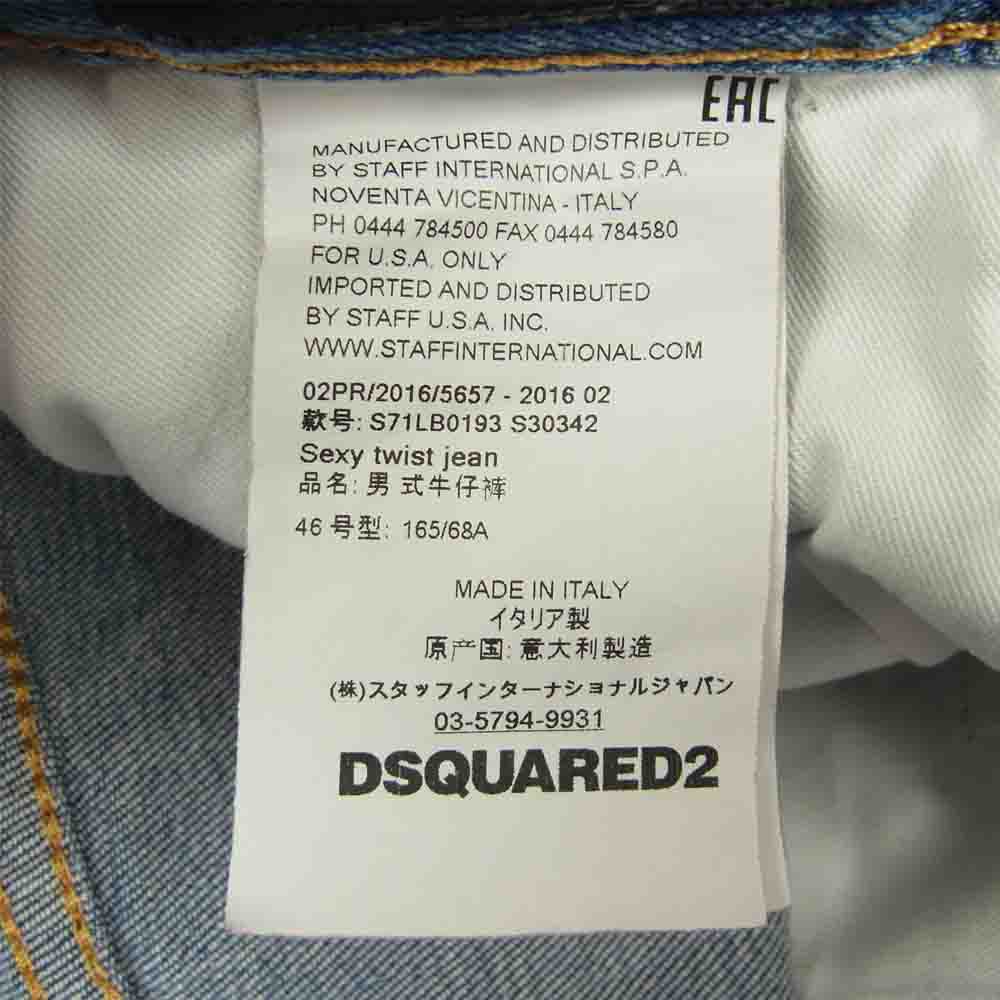 EAC
MANUFACTURED AND DISTRIBUTED
BY STAFF INTERNATIONAL S.P.A.
NOVENTA VICENTINA - ITALY
PH 0444 784500 FAX 0444 784580
FOR U.S.A. ONLY
IMPORTED AND DISTRIBUTED
BY STAFF U.S.A. INC.
WWW.STAFFINTERNATIONAL.COM
02PR/2016/5657 - 2016 02
款号: S71LB0193 S30342
Sexy twist jean
品名: 男 式牛仔裤
46 号型: 165/68A
MADE IN ITALY
イタリア製
原产国: 意大利製造
(株)スタッフインターナショナルジャパン
03-5794-9931
DSQUARED2